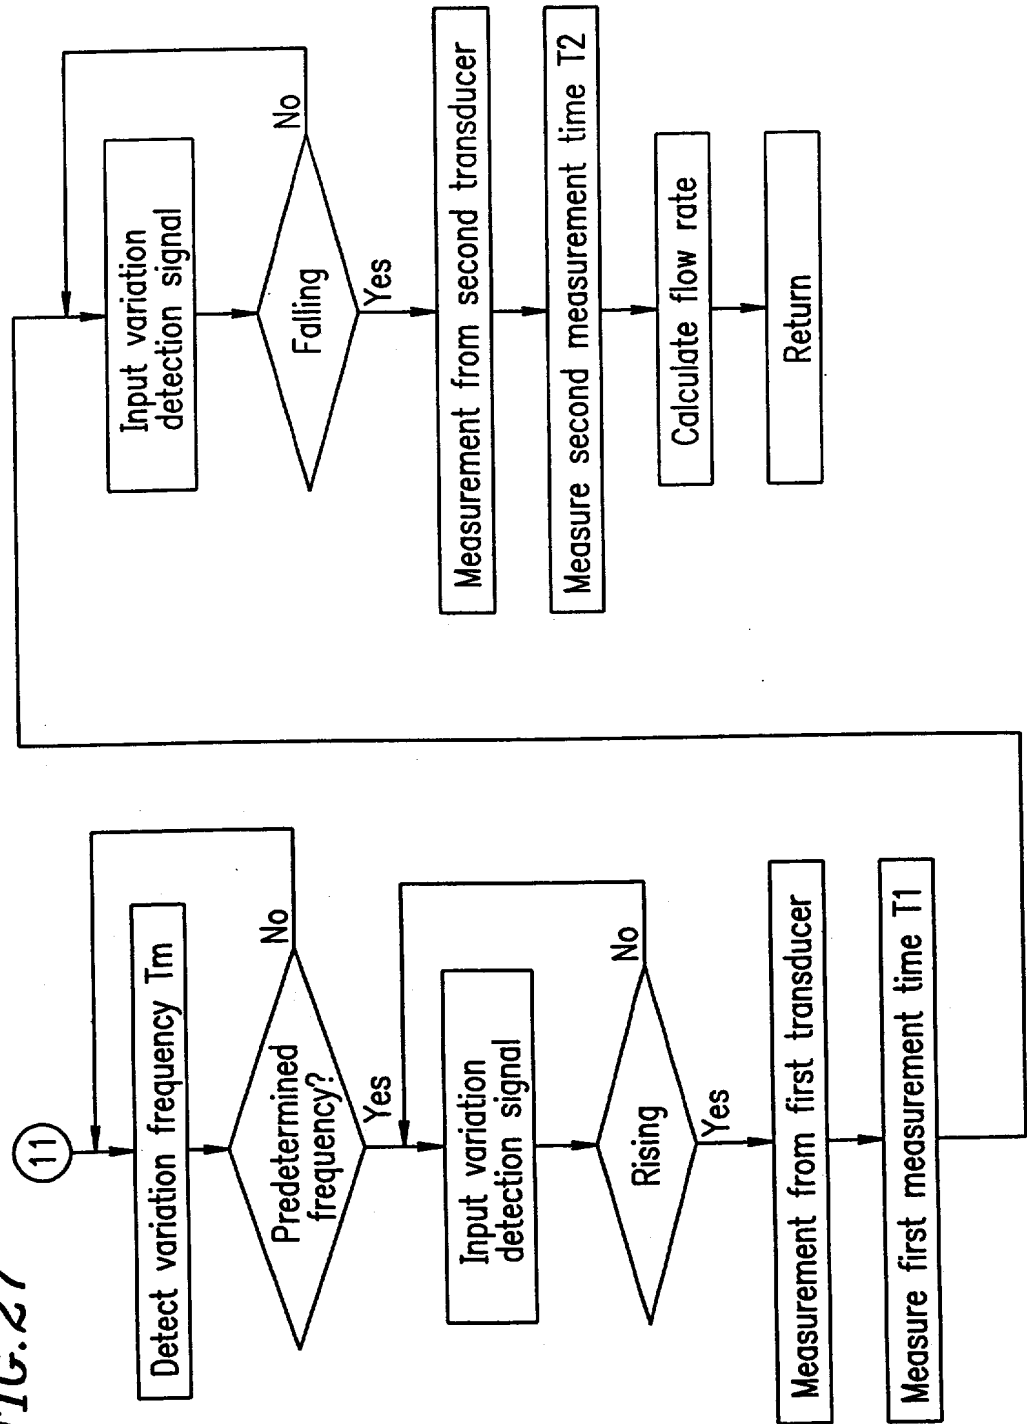 FIG.27
11
Detect variation frequency Tm
Predetermined
frequency?
No
Yes
Input variation
detection signal
Rising
No
Yes
Measurement from first transducer
Measure first measurement time T1
Input variation
detection signal
Falling
No
Yes
Measurement from second transducer
Measure second measurement time T2
Calculate flow rate
Return